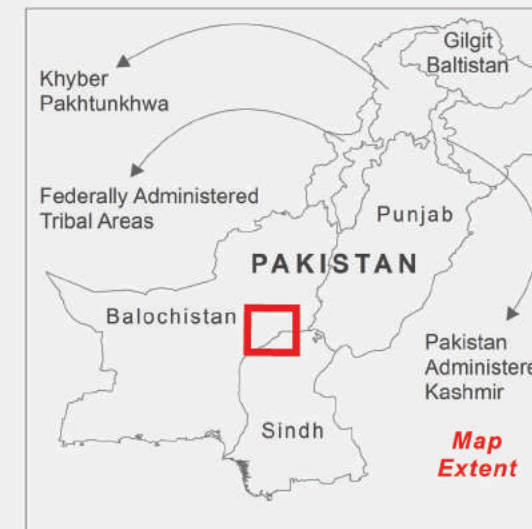 Gilgit
Baltistan
Khyber
Pakhtunkhwa
Federally Administered
Tribal Areas
Punjab
PAKISTAN
Balochistan
Pakistan
Administere
Kashmir
Sindh
Map
Extent